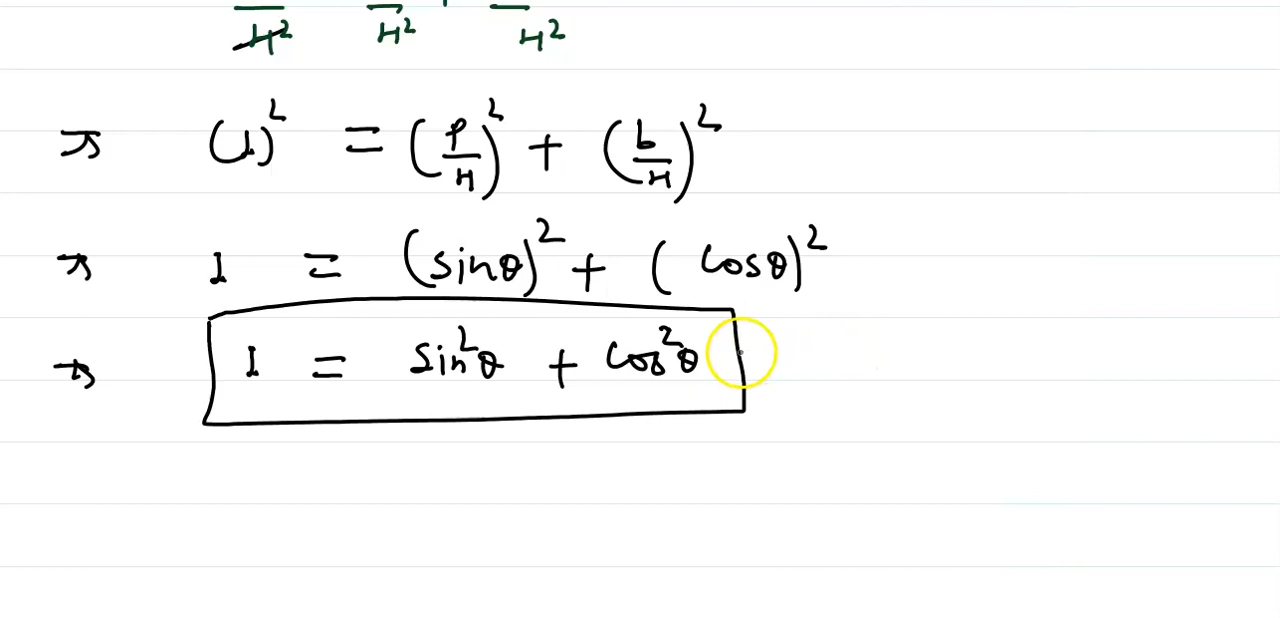 H² H² + H²
⇒ (1)² = (P/H)² + (b/H)²
⇒ 1 = (sinθ)² + (cosθ)²
⇒ 1 = sin²θ + cos²θ